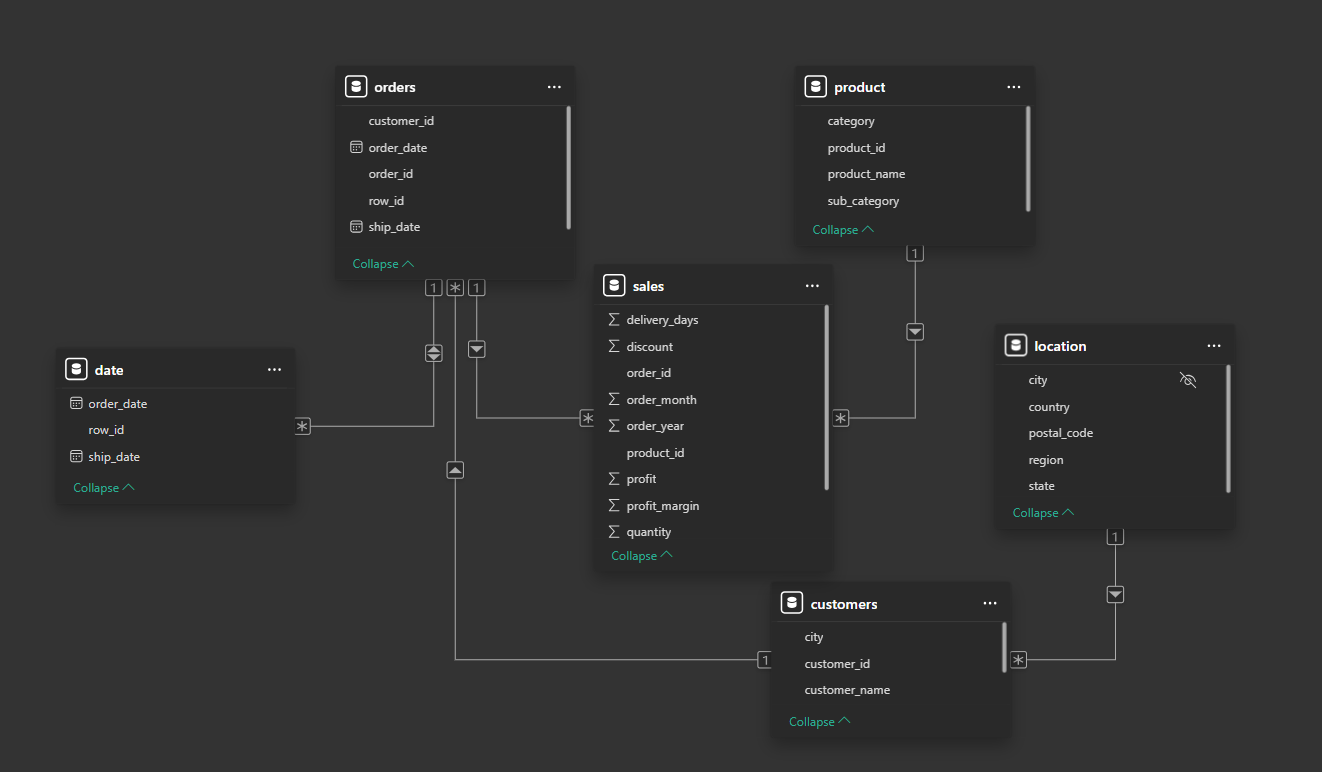 orders
customer_id
order_date
order_id
row_id
ship_date
Collapse
1
*
1
product
category
product_id
product_name
sub_category
Collapse
1
date
order_date
row_id
ship_date
Collapse
*
sales
delivery_days
discount
order_id
order_month
order_year
product_id
profit
profit_margin
quantity
Collapse
*
*
location
city
country
postal_code
region
state
Collapse
1
customers
city
customer_id
customer_name
Collapse
1
*